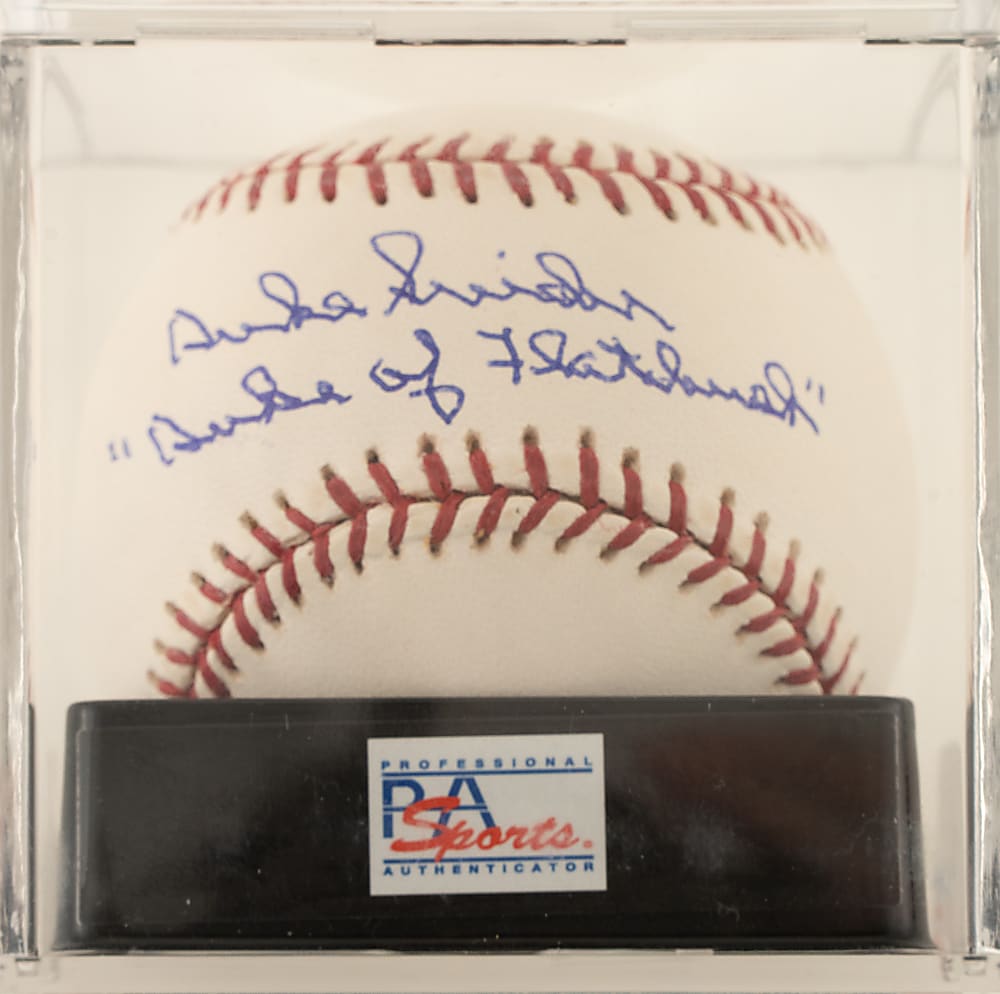 Duke Snider
"Duke of Flatbush"
PROFESSIONAL
PSA
Sports.
AUTHENTICATOR